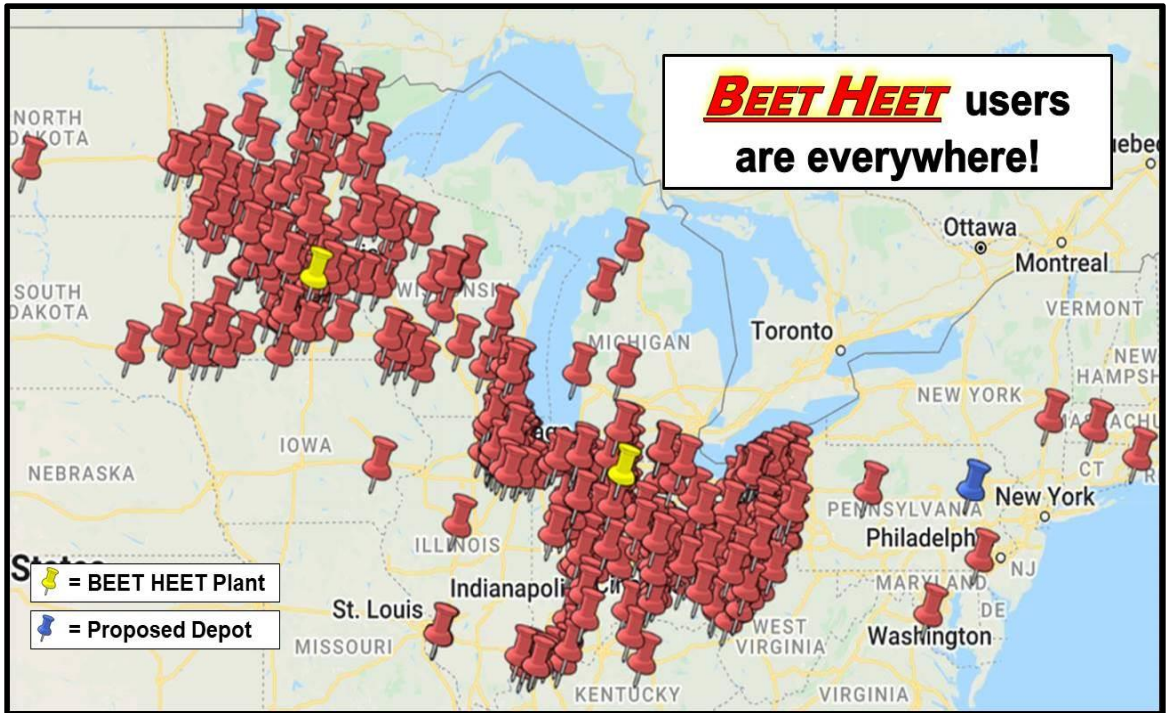 BEET HEET users
are everywhere!
NORTH
DAKOTA
Ottawa
Montreal
SOUTH
DAKOTA
VERMONT
Toronto
MICHIGAN
NEW
HAMPSH
NEW YORK
IOWA
NEBRASKA
CT
R
PENNSYLVANIA
New York
ILLINOIS
Philadelph
NJ
MARYLAND
Indianapoli
DE
= BEET HEET Plant
St. Louis
= Proposed Depot
WEST
VIRGINIA
Washington
MISSOURI
KENTUCKY
VIRGINIA